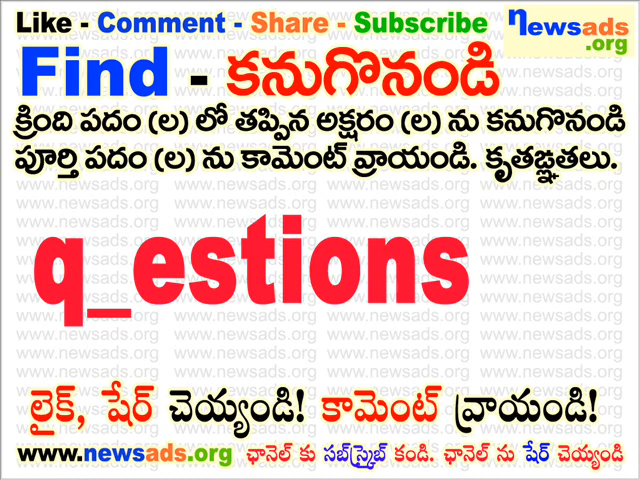 Like - Comment - Share - Subscribe
newsads
.org
Find - కనుగొనండి
క్రింది పదం (ల) లో తప్పిన అక్షరం (ల) ను కనుగొనండి
పూర్తి పదం (ల) ను కామెంట్ వ్రాయండి. కృతజ్ఞతలు.
q_estions
లైక్, షేర్ చెయ్యండి! కామెంట్ వ్రాయండి!
www.newsads.org ఛానెల్ కు సబ్‌స్క్రైబ్ కండి. ఛానెల్ ను షేర్ చెయ్యండి